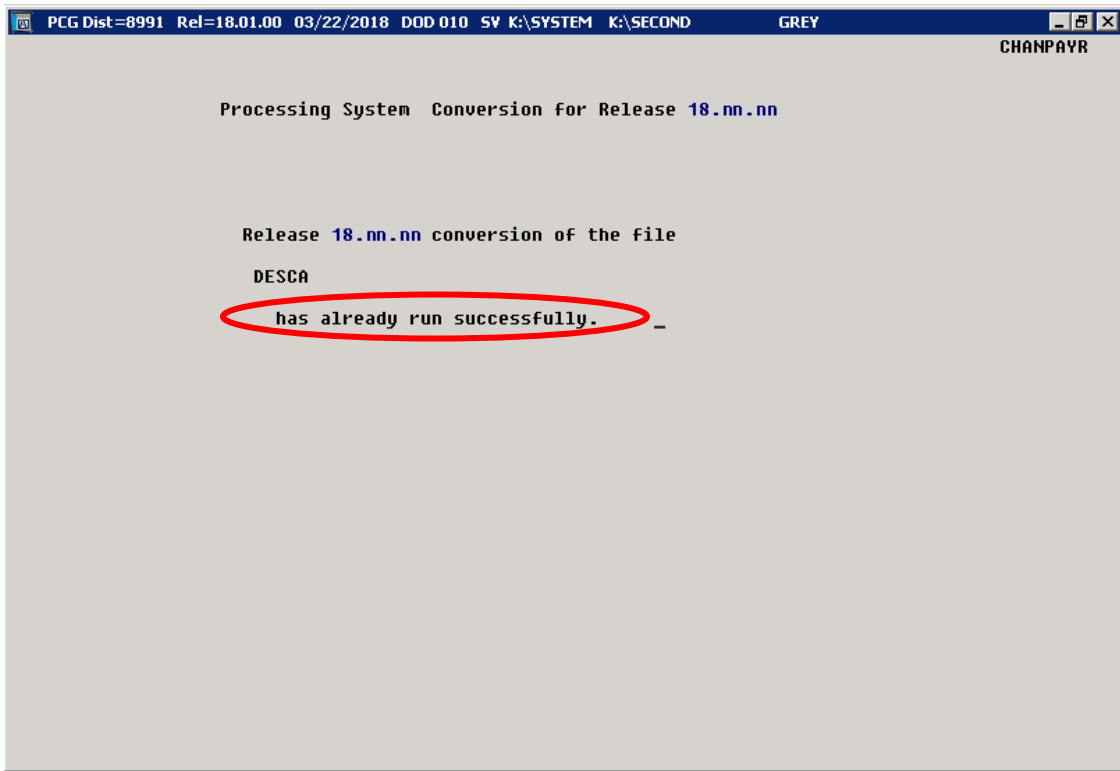 PCG Dist=8991 Rel=18.01.00 03/22/2018 DOD 010 SV K:\SYSTEM K:\SECOND GREY
CHANPAYR
Processing System Conversion for Release 18.nn.nn
Release 18.nn.nn conversion of the file
DESCA
has already run successfully. _